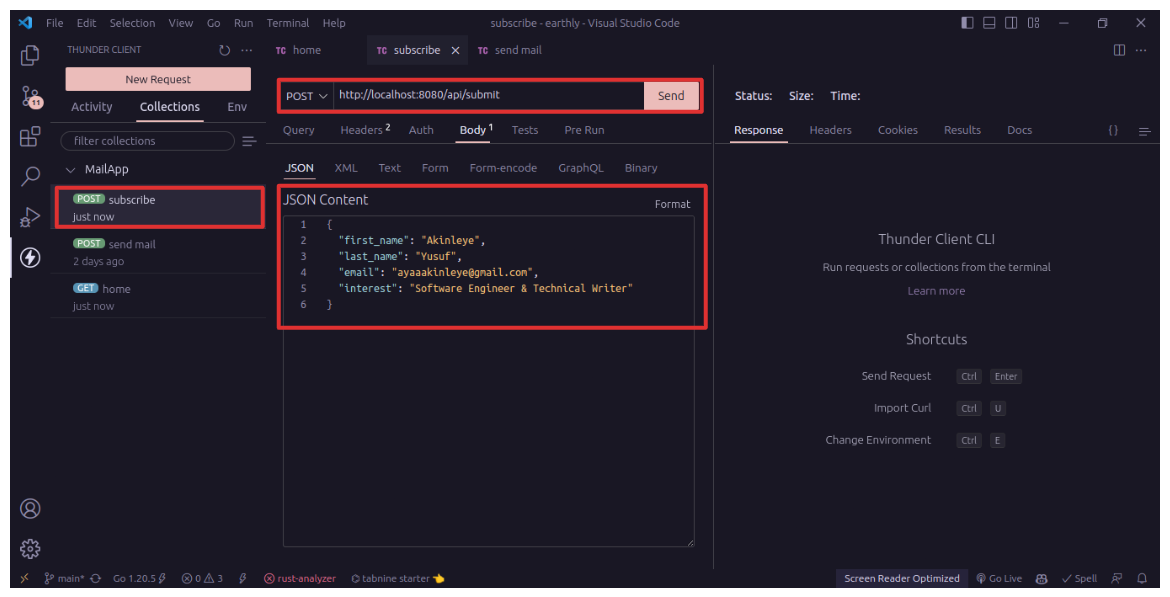 File Edit Selection View Go Run Terminal Help subscribe - earthly - Visual Studio Code
THUNDER CLIENT
New Request
Activity Collections Env
filter collections
MailApp
POST subscribe
just now
POST send mail
2 days ago
GET home
just now
TC home TC subscribe TC send mail
POST http://localhost:8080/api/submit Send
Query Headers 2 Auth Body 1 Tests Pre Run
JSON XML Text Form Form-encode GraphQL Binary
JSON Content Format
1 {
2 "first_name": "Akinleye",
3 "last_name": "Yusuf",
4 "email": "ayaaakinleye@gmail.com",
5 "interest": "Software Engineer & Technical Writer"
6 }
Status: Size: Time:
Response Headers Cookies Results Docs {}
Thunder Client CLI
Run requests or collections from the terminal
Learn more
Shortcuts
Send Request Ctrl Enter
Import Curl Ctrl U
Change Environment Ctrl E
11
main* Go 1.20.5 0 3 rust-analyzer tabnine starter Screen Reader Optimized Go Live Spell